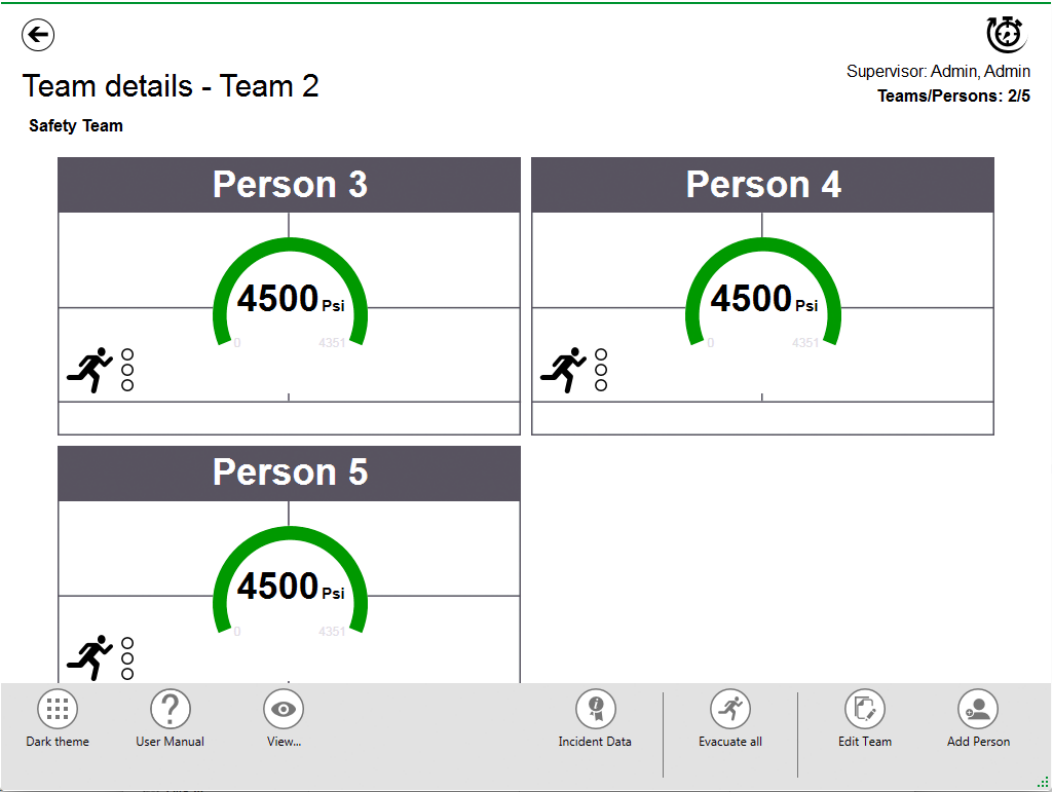 Supervisor: Admin, Admin
Team details - Team 2
Teams/Persons: 2/5
Safety Team
Person 3
Person 4
4500 Psi
4500 Psi
0 4351
0 4351
Person 5
4500 Psi
0 4351
Dark theme
User Manual
View...
Incident Data
Evacuate all
Edit Team
Add Person